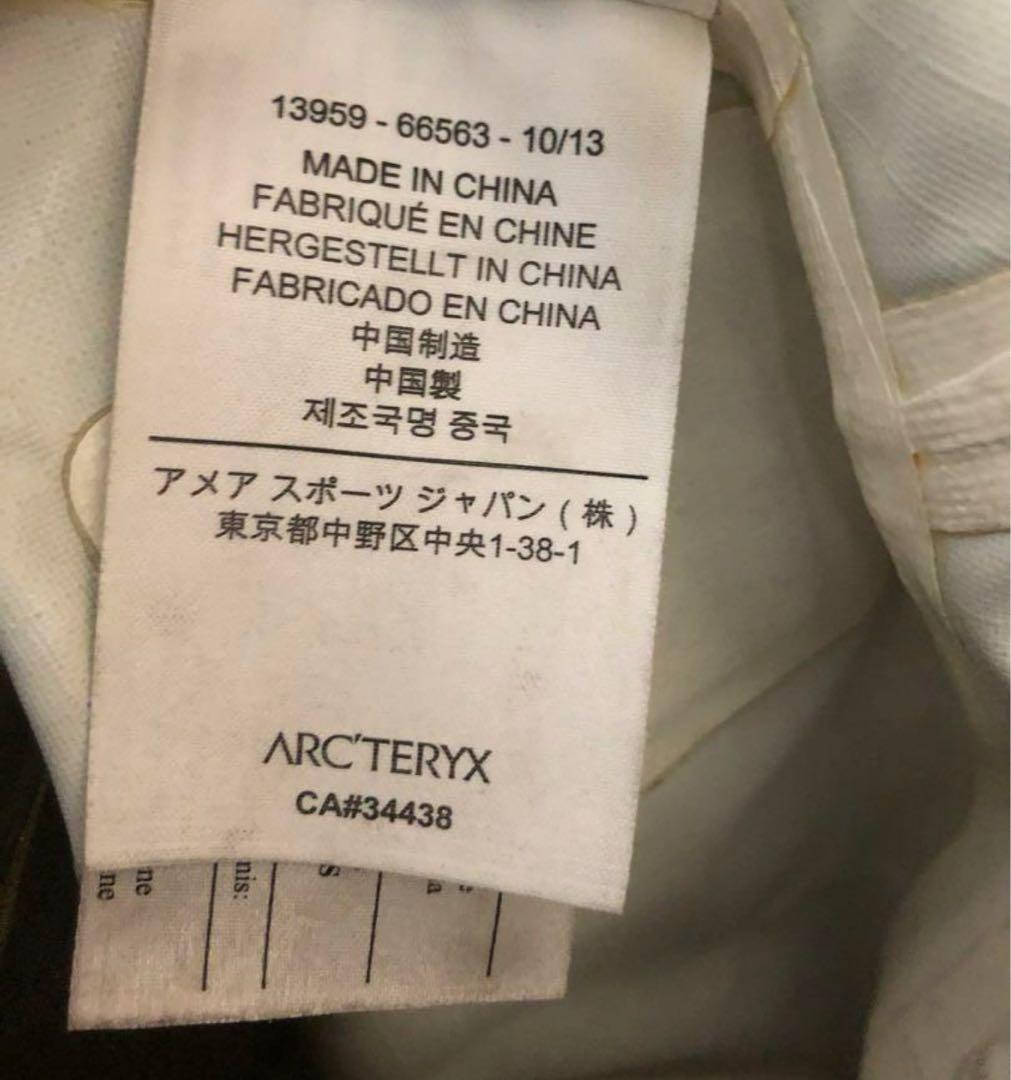 13959 - 66563 - 10/13
MADE IN CHINA
FABRIQUÉ EN CHINE
HERGESTELLT IN CHINA
FABRICADO EN CHINA
中国制造
中国製
제조국명 중국
アメア スポーツ ジャパン ( 株 )
東京都中野区中央1-38-1
ARC'TERYX
CA#34438